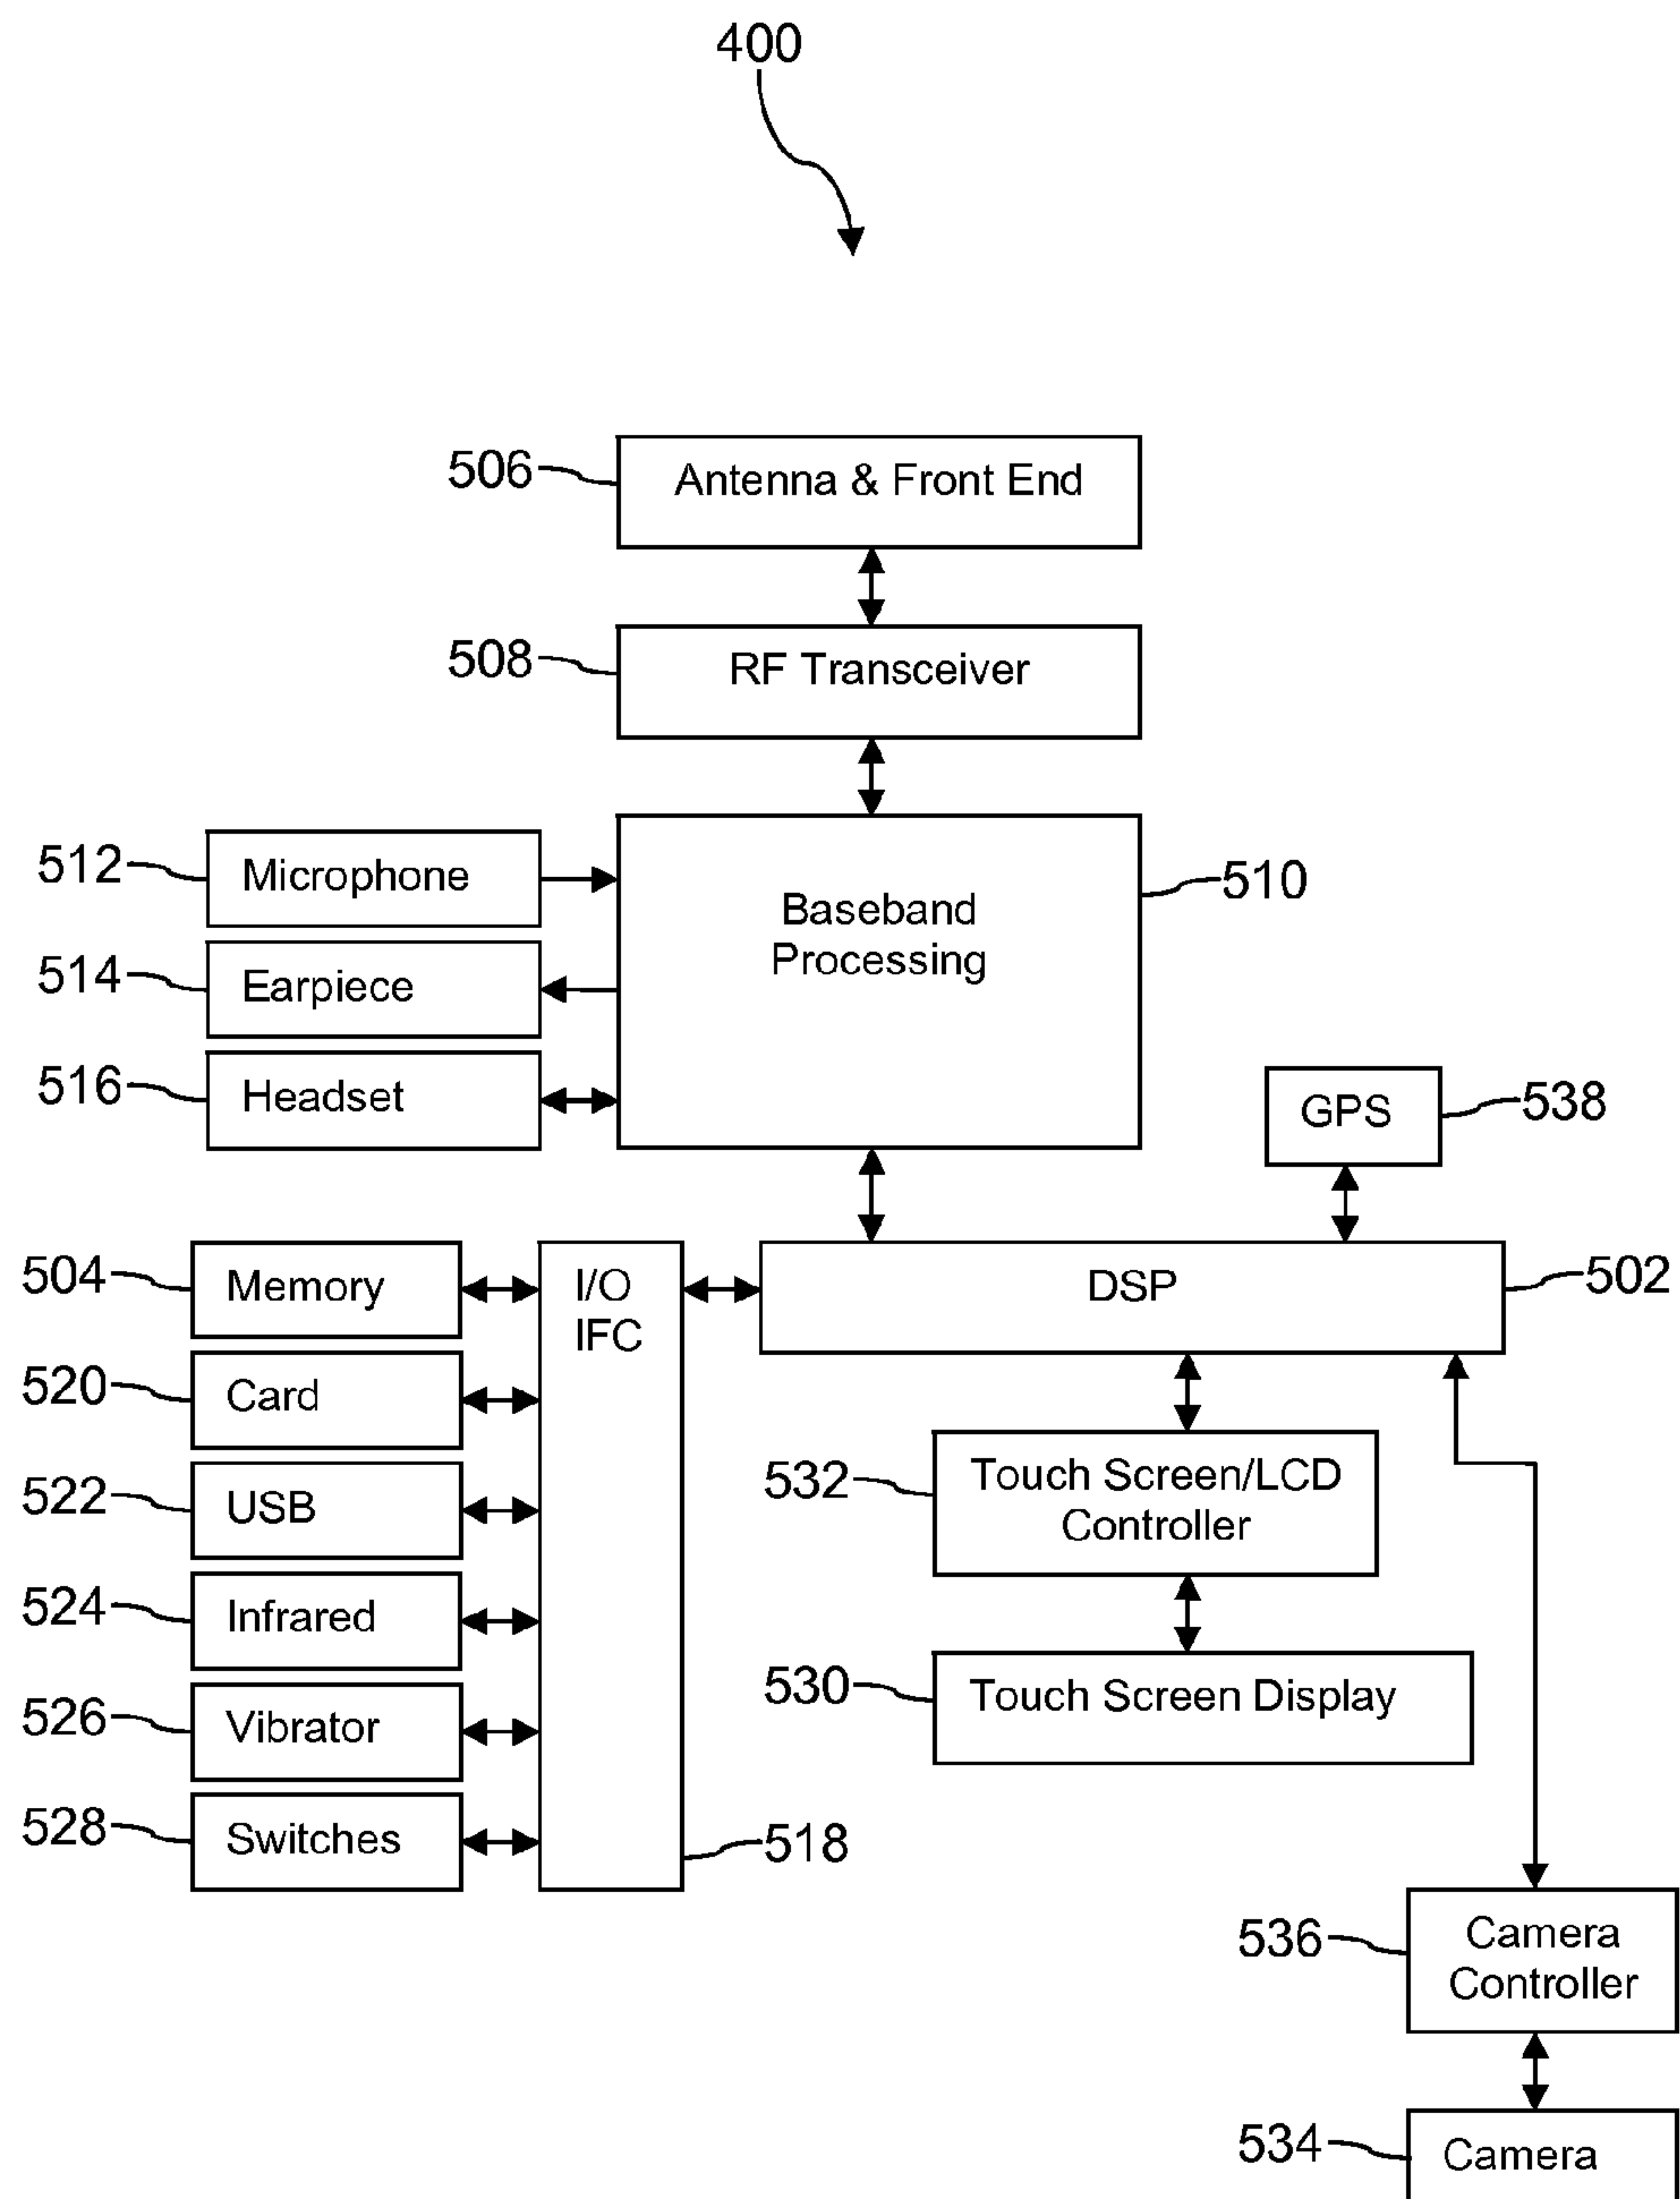 400
506
Antenna & Front End
508
RF Transceiver
512
Microphone
Baseband
Processing
510
514
Earpiece
516
Headset
GPS
538
504
Memory
I/O
IFC
DSP
502
520
Card
522
USB
532
Touch Screen/LCD
Controller
524
Infrared
530
Touch Screen Display
526
Vibrator
528
Switches
518
536
Camera
Controller
534
Camera